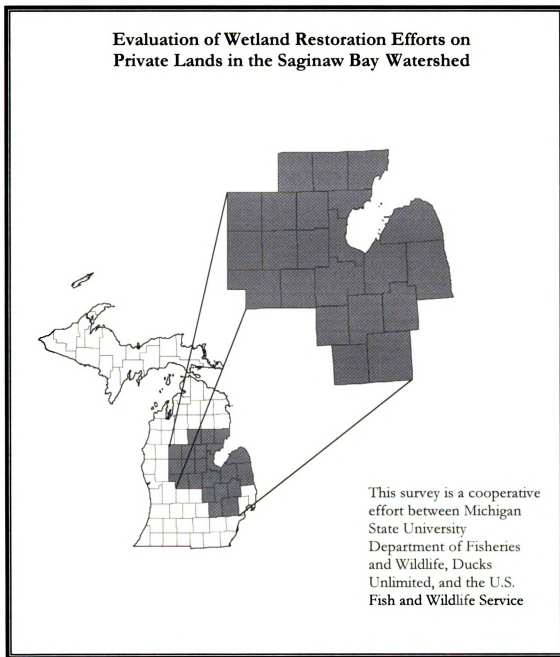 Evaluation of Wetland Restoration Efforts on
Private Lands in the Saginaw Bay Watershed
This survey is a cooperative
effort between Michigan
State University
Department of Fisheries
and Wildlife, Ducks
Unlimited, and the U.S.
Fish and Wildlife Service